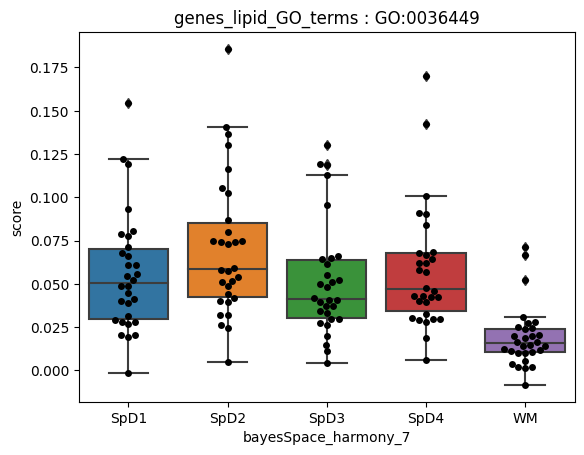 genes_lipid_GO_terms : GO:0036449
0.175
0.150
0.125
0.100
0.075
0.050
0.025
0.000
score
SpD1 SpD2 SpD3 SpD4 WM
bayesSpace_harmony_7